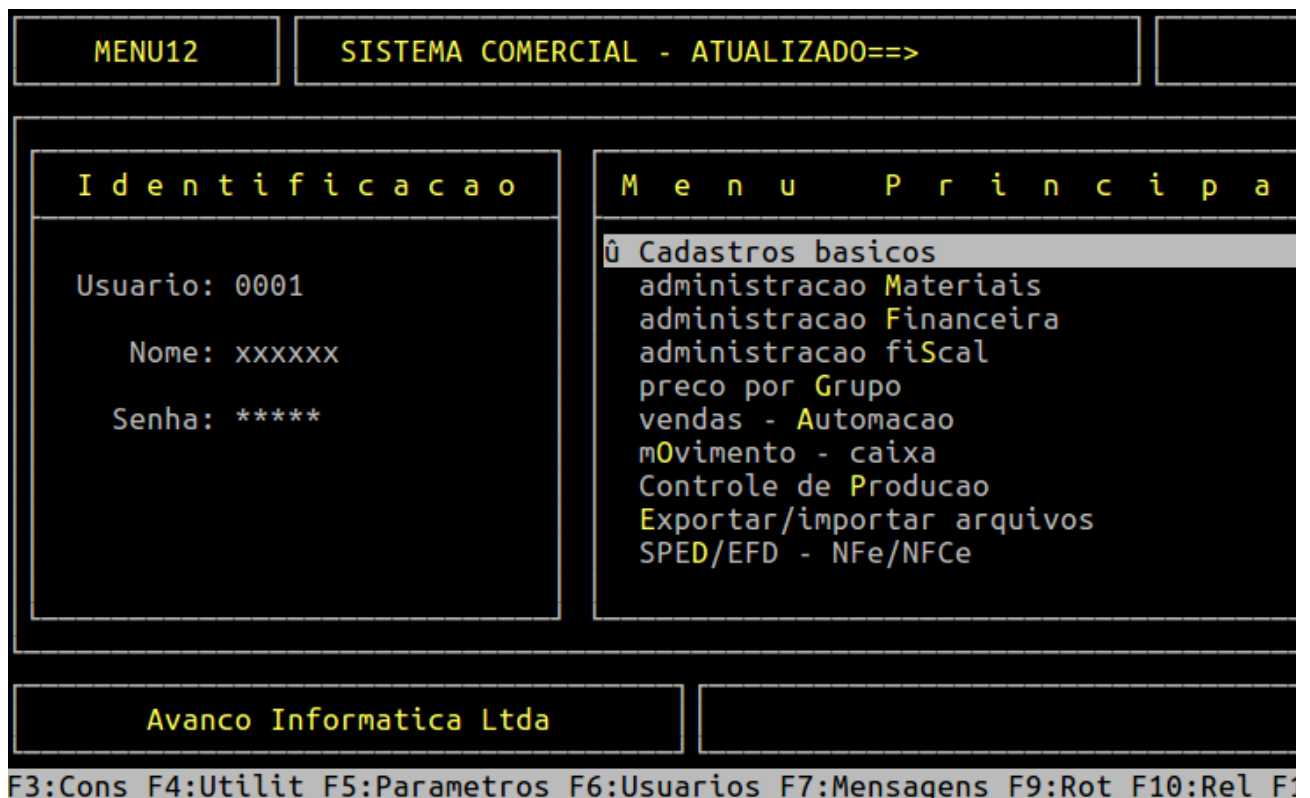 MENU12
SISTEMA COMERCIAL - ATUALIZADO==>
I d e n t i f i c a c a o
Usuario: 0001
Nome: xxxxxx
Senha: *****
M e n u P r i n c i p a
û Cadastros basicos
administracao Materiais
administracao Financeira
administracao fiScal
preco por Grupo
vendas - Automacao
mOvimento - caixa
Controle de Producao
Exportar/importar arquivos
SPED/EFD - NFe/NFCe
Avanco Informatica Ltda
F3:Cons F4:Utilit F5:Parametros F6:Usuarios F7:Mensagens F9:Rot F10:Rel